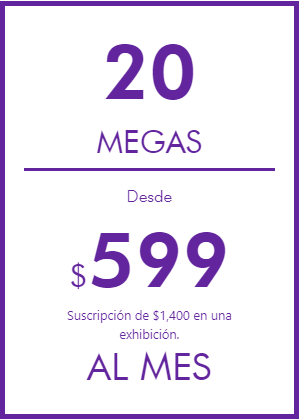 20
MEGAS
Desde
$599
Suscripción de $1,400 en una
exhibición.
AL MES